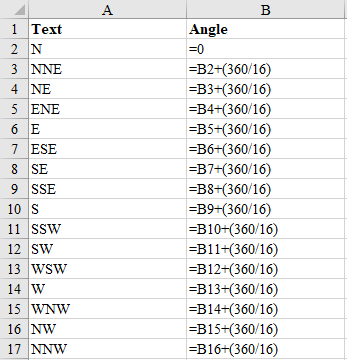 A B
1 Text Angle
2 N =0
3 NNE =B2+(360/16)
4 NE =B3+(360/16)
5 ENE =B4+(360/16)
6 E =B5+(360/16)
7 ESE =B6+(360/16)
8 SE =B7+(360/16)
9 SSE =B8+(360/16)
10 S =B9+(360/16)
11 SSW =B10+(360/16)
12 SW =B11+(360/16)
13 WSW =B12+(360/16)
14 W =B13+(360/16)
15 WNW =B14+(360/16)
16 NW =B15+(360/16)
17 NNW =B16+(360/16)